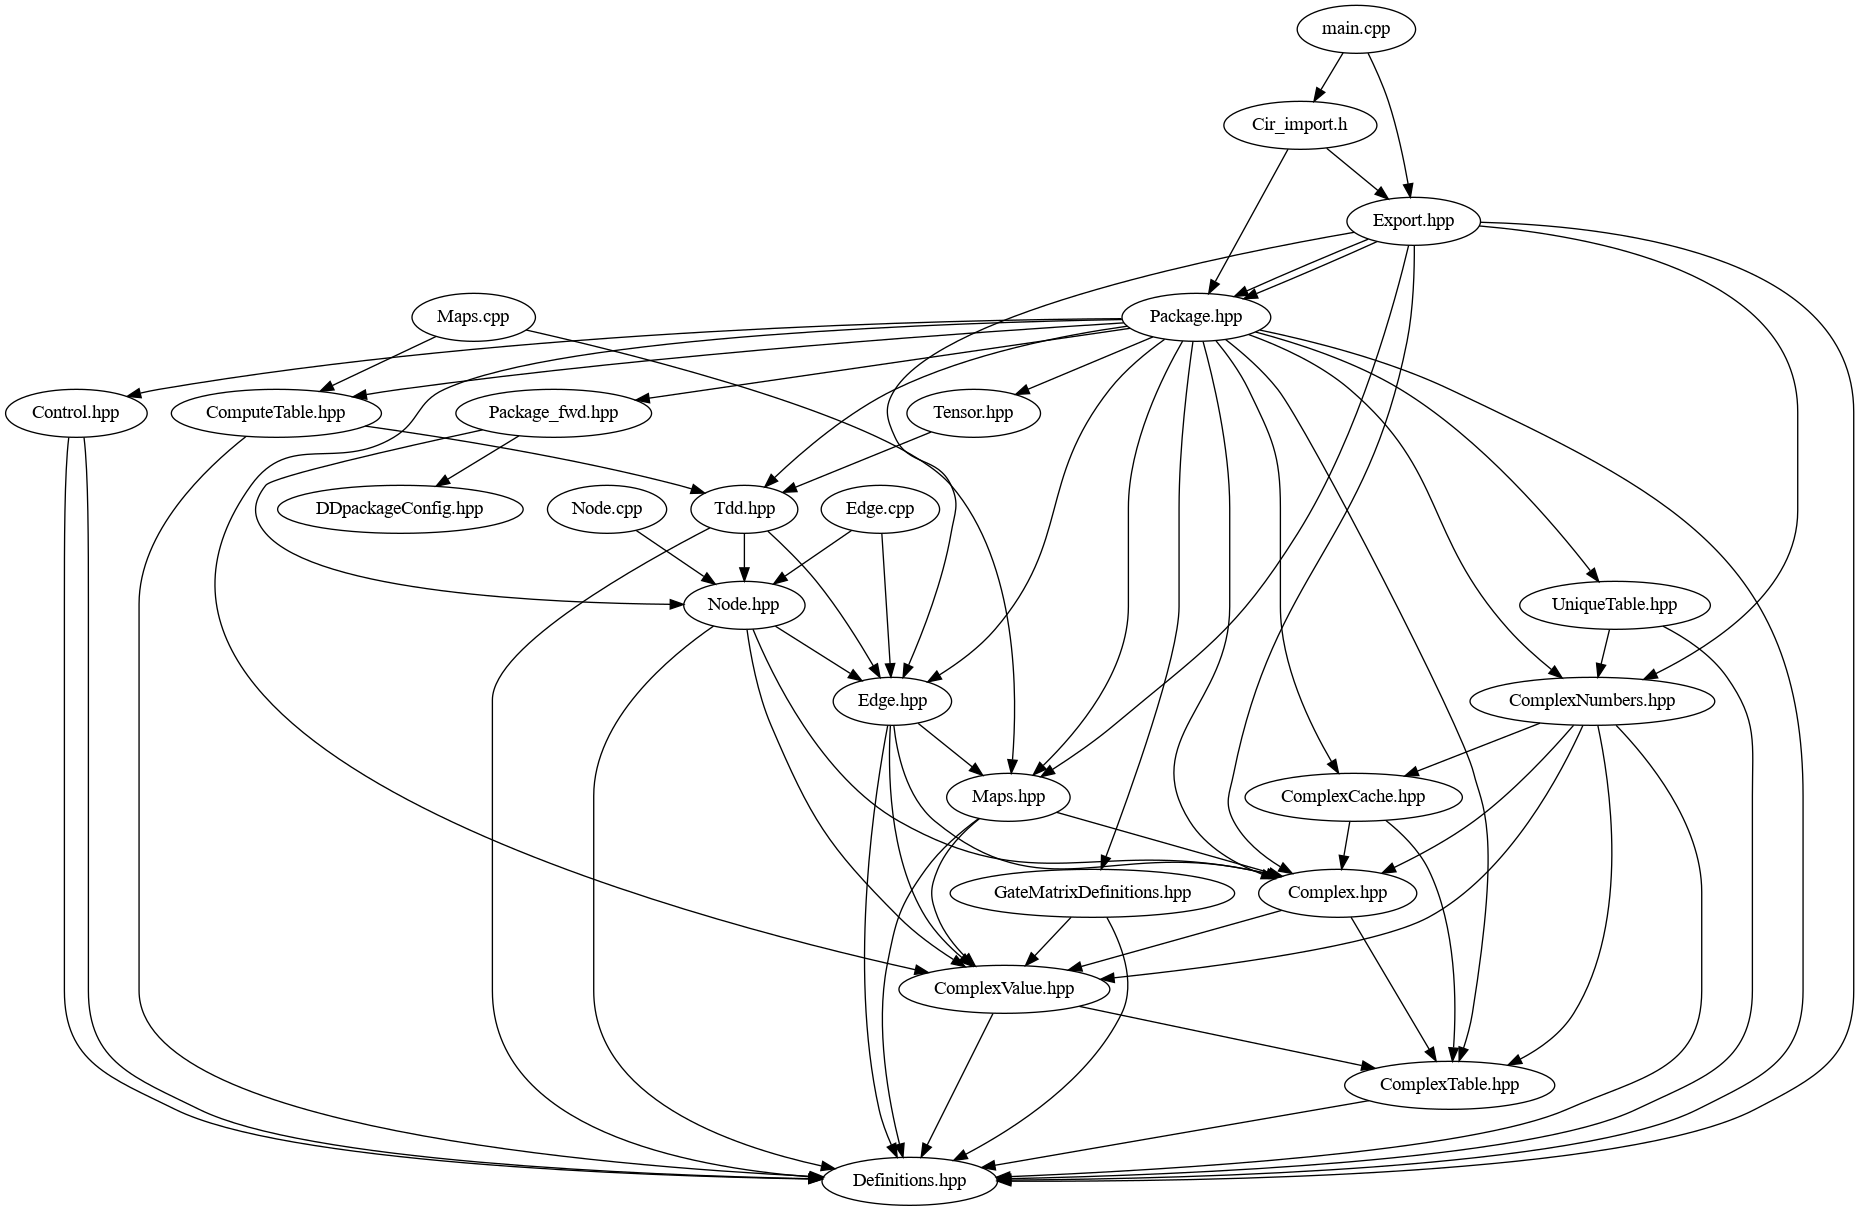 main.cpp
Cir_import.h
Export.hpp
Maps.cpp
Package.hpp
Control.hpp
ComputeTable.hpp
Package_fwd.hpp
Tensor.hpp
DDpackageConfig.hpp
Node.cpp
Tdd.hpp
Edge.cpp
Node.hpp
UniqueTable.hpp
Edge.hpp
ComplexNumbers.hpp
Maps.hpp
ComplexCache.hpp
GateMatrixDefinitions.hpp
Complex.hpp
ComplexValue.hpp
ComplexTable.hpp
Definitions.hpp